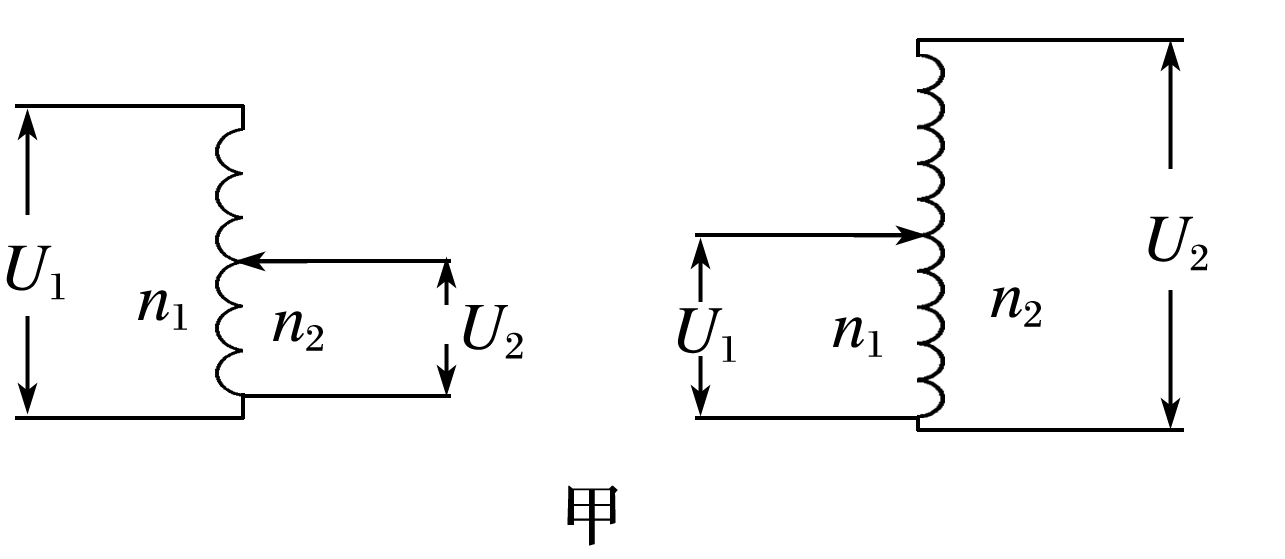 U₁ n₁ n₂ U₂
U₁ n₁ n₂ U₂
甲